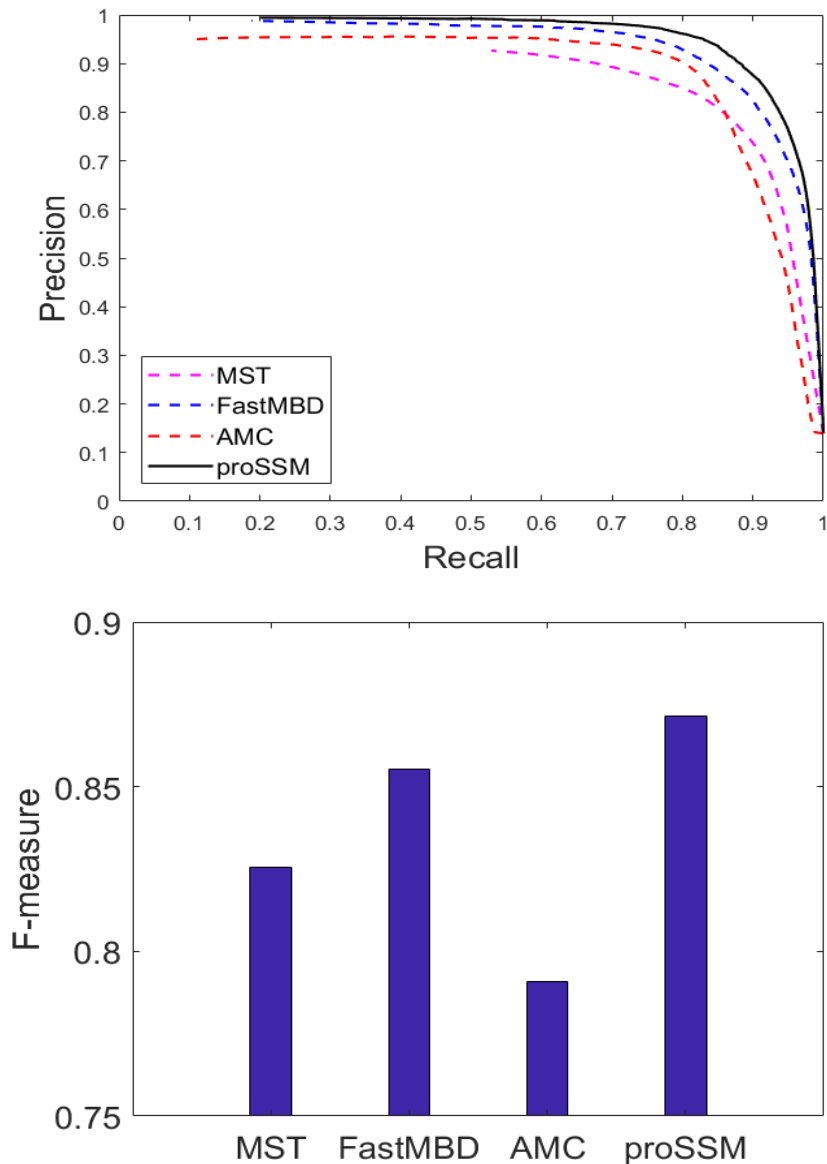 1
0.9
0.8
0.7
0.6
0.5
0.4
0.3
0.2
0.1
0
Precision
MST
FastMBD
AMC
proSSM
0 0.1 0.2 0.3 0.4 0.5 0.6 0.7 0.8 0.9 1
Recall
0.9
0.85
0.8
0.75
F-measure
MST FastMBD AMC proSSM